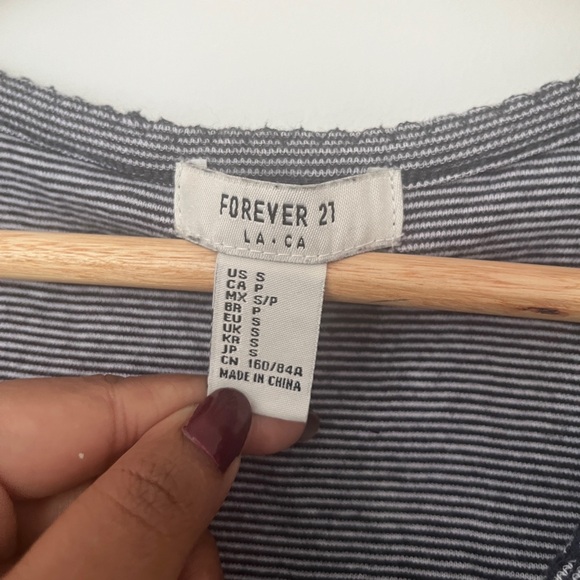 FOREVER 21
LA · CA
US S
CA P
MX S/P
BR P
EU S
UK S
KR S
JP S
CN 160/84A
MADE IN CHINA